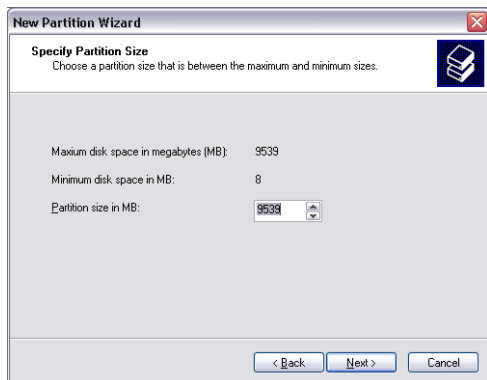 New Partition Wizard
Specify Partition Size
Choose a partition size that is between the maximum and minimum sizes.
Maxium disk space in megabytes (MB): 9539
Minimum disk space in MB: 8
Partition size in MB: 9539
< Back Next > Cancel